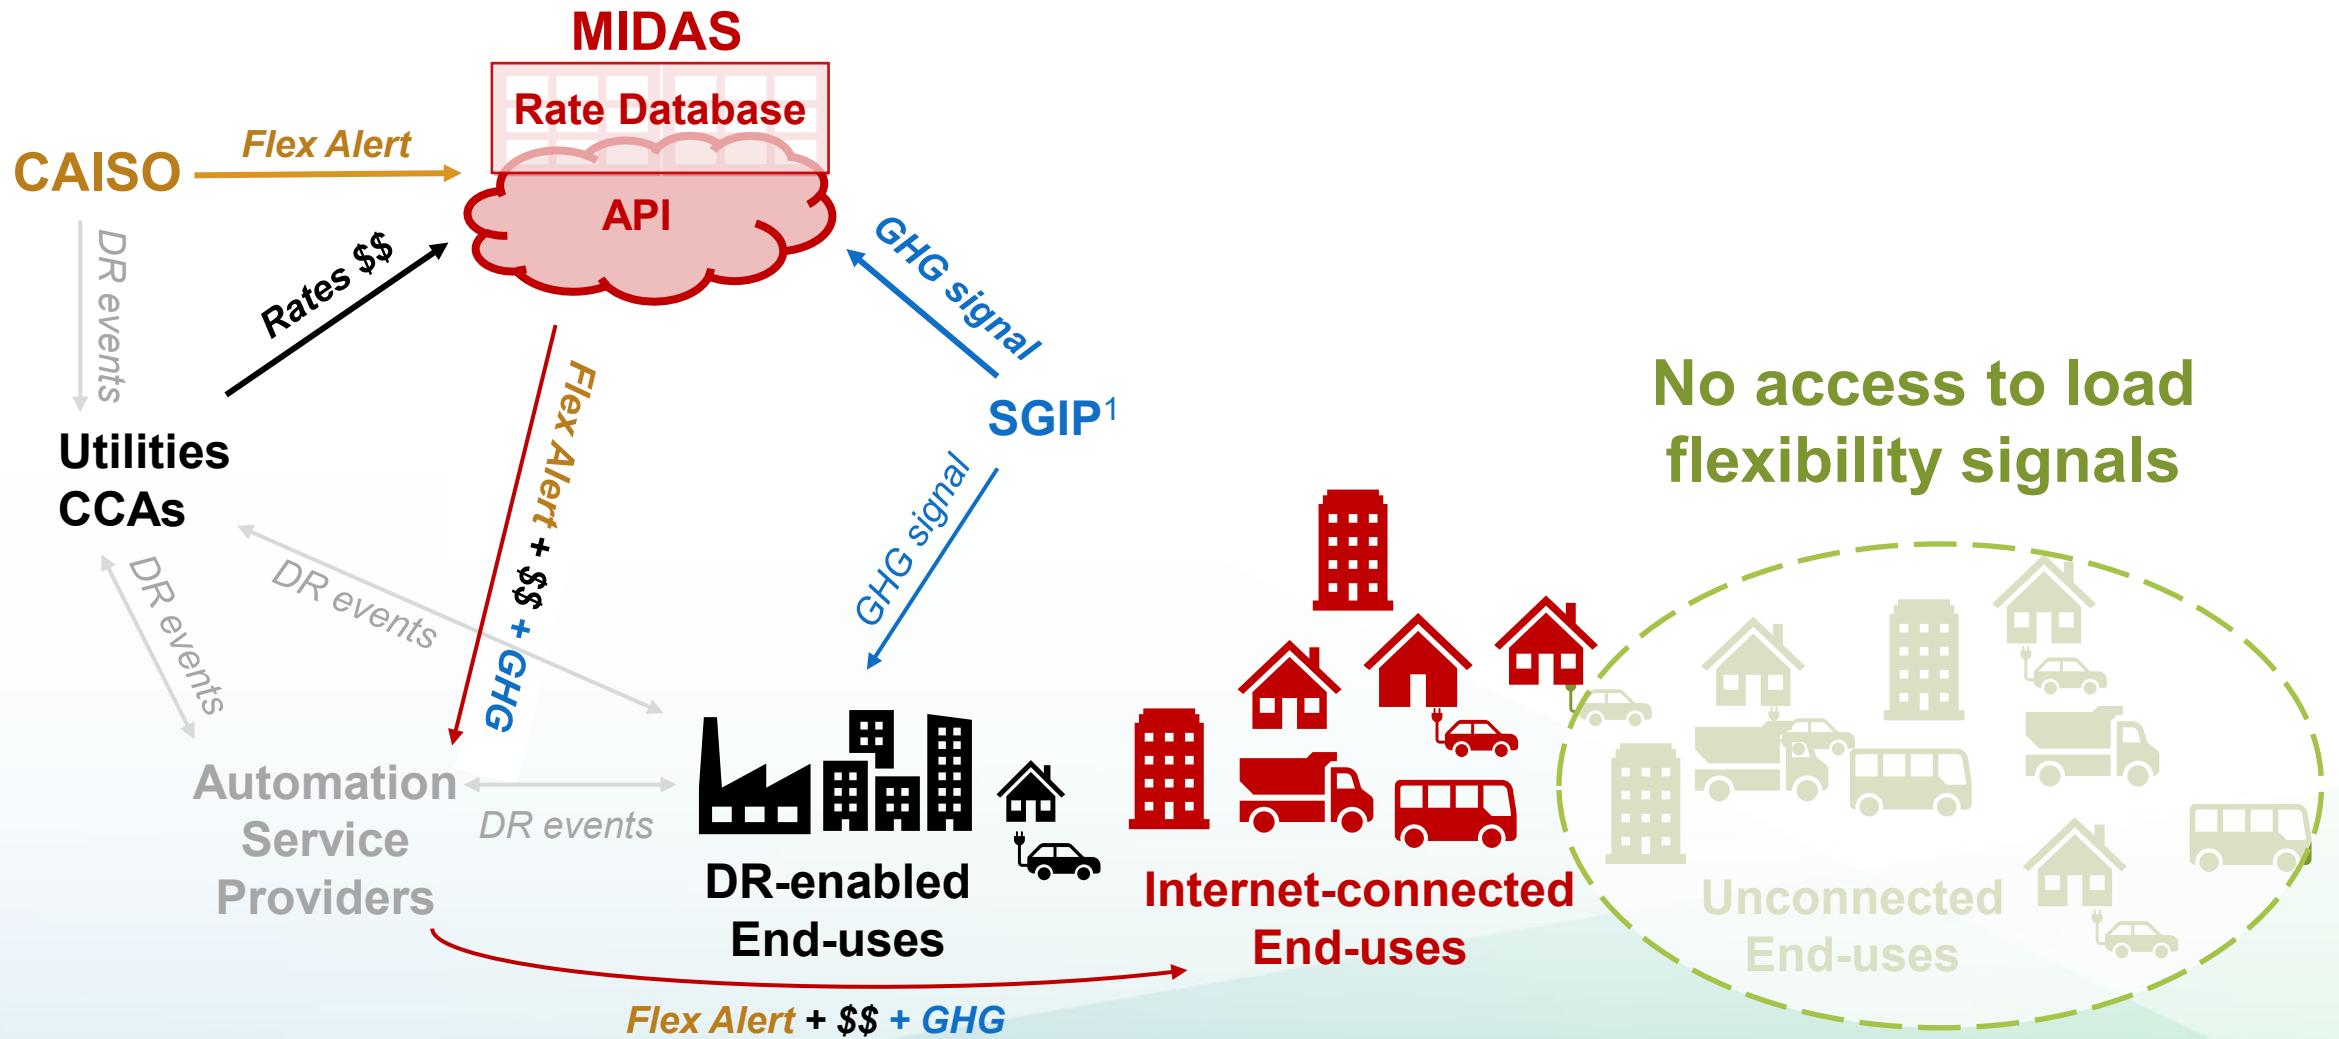 MIDAS
Rate Database
API
CAISO
Flex Alert
DR events
Rates $$
GHG signal
SGIP¹
GHG signal
Utilities
CCAs
Flex Alert + $$ + GHG
DR events
DR events
DR events
Automation
Service
Providers
DR-enabled
End-uses
Internet-connected
End-uses
No access to load
flexibility signals
Unconnected
End-uses
Flex Alert + $$ + GHG